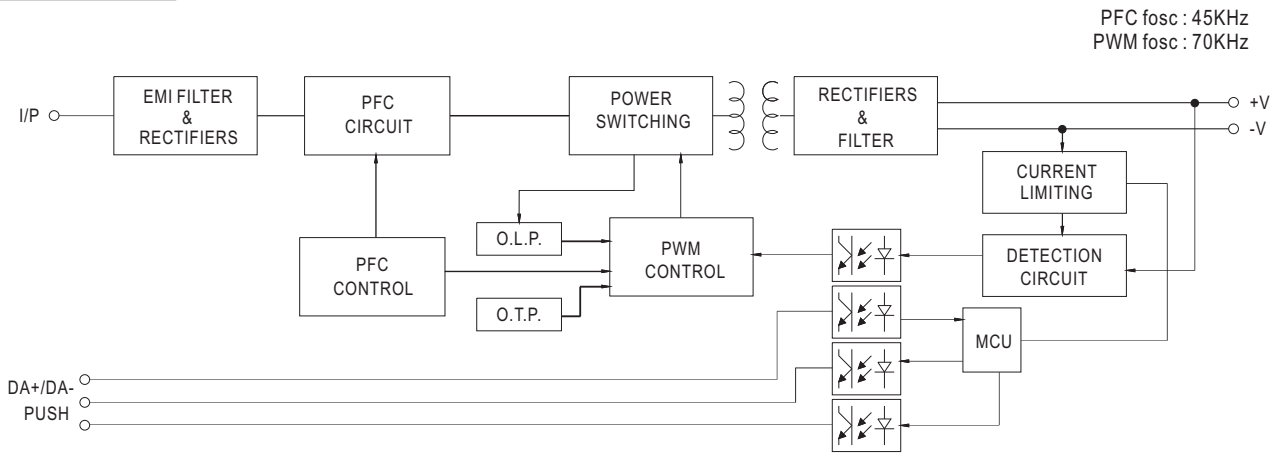 PFC fosc : 45KHz
PWM fosc : 70KHz
I/P
EMI FILTER
&
RECTIFIERS
PFC
CIRCUIT
POWER
SWITCHING
RECTIFIERS
&
FILTER
+V
-V
CURRENT
LIMITING
O.L.P.
PFC
CONTROL
PWM
CONTROL
DETECTION
CIRCUIT
O.T.P.
MCU
DA+/DA-
PUSH